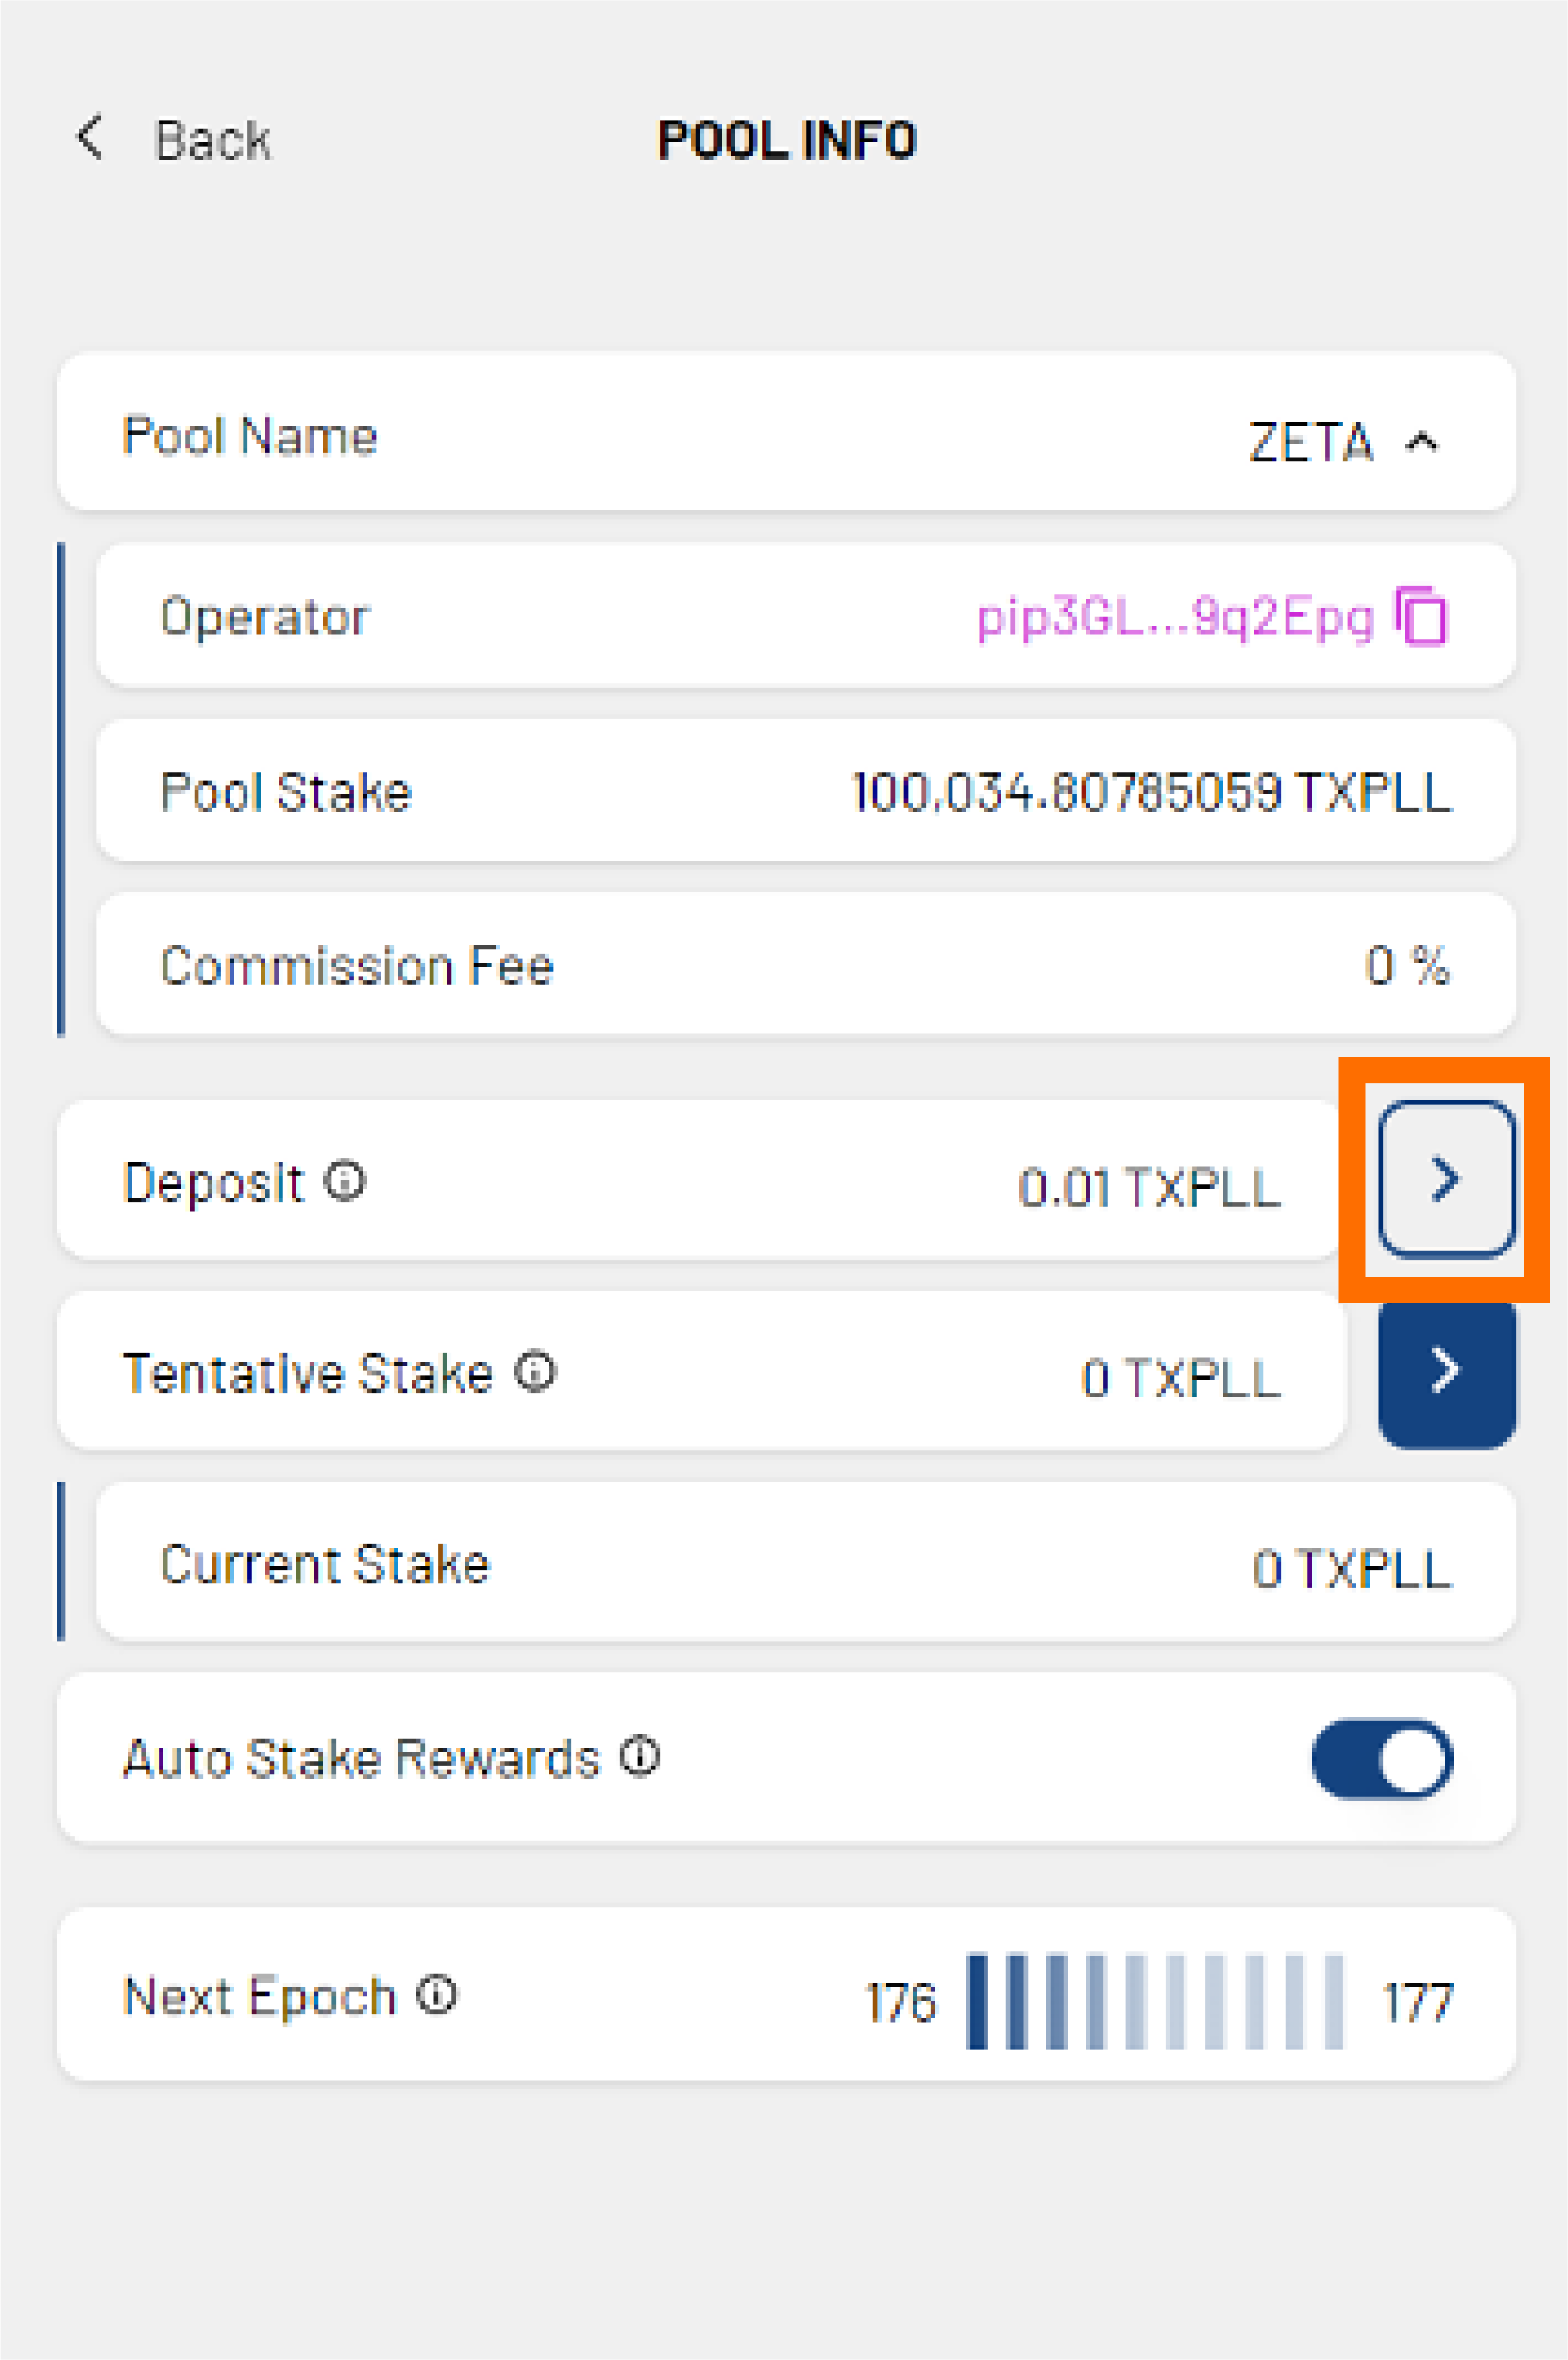 Back
POOL INFO
Pool Name
ZETA
Operator
pip3GL...9q2Epg
Pool Stake
100,034.80785059 TXPLL
Commission Fee
0 %
Deposit
0.01 TXPLL
Tentative Stake
0 TXPLL
Current Stake
0 TXPLL
Auto Stake Rewards
Next Epoch
176
177